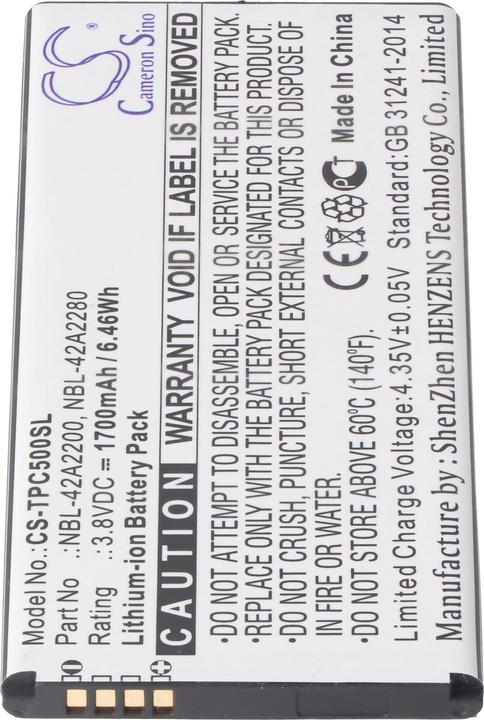 CS
Cameron Sino
Model No.:CS-TPC500SL
Part No .:NBL-42A2200, NBL-42A2280
Rating .:3.8VDC⎓1700mAh/6.46Wh
Lithium-ion Battery Pack
CAUTION WARRANTY VOID IF LABEL IS REMOVED
•DO NOT DISASSEMBLE, OPEN OR SERVICE THE BATTERY PACK.
•REPLACE ONLY WITH THE BATTERY PACK DESIGNATED FOR THIS PRODUCT.
•DO NOT CRUSH, PUNCTURE, SHORT EXTERNAL CONTACTS OR DISPOSE
IN FIRE OR WATER.
•DO NOT EXPOSE ABOVE 60°C (140°F).
CE PCT Made In China
Limited Charge Voltage:4.35V±0.05V Standard:GB 31241-2014
Manufacture by:ShenZhen HENZENS Technology Co., Limited